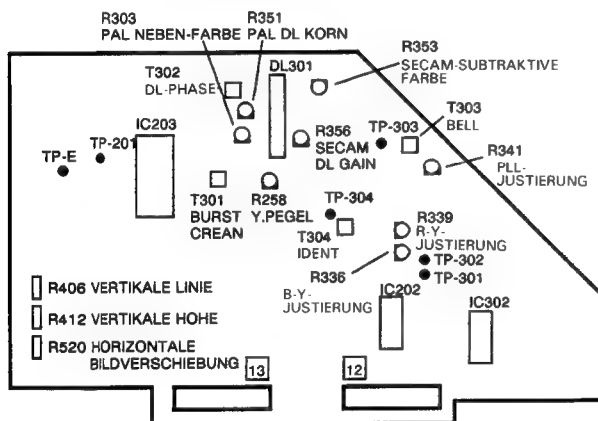 R303
PAL NEBEN-FARBE
R351
PAL DL KORN
R353
SECAM-SUBTRAKTIVE
FARBE
T302
DL-PHASE
DL301
T303
BELL
IC203
TP-201
TP-E
R356
SECAM
DL GAIN
TP-303
R341
PLL-
JUSTIERUNG
T301
BURST
CREAN
R258
Y.PEGEL
TP-304
T304
IDENT
R339
R-Y-
JUSTIERUNG
TP-302
TP-301
R336
B-Y-
JUSTIERUNG
IC202
IC302
R406 VERTIKALE LINIE
R412 VERTIKALE HOHE
R520 HORIZONTALE
BILDVERSCHIEBUNG
13
12